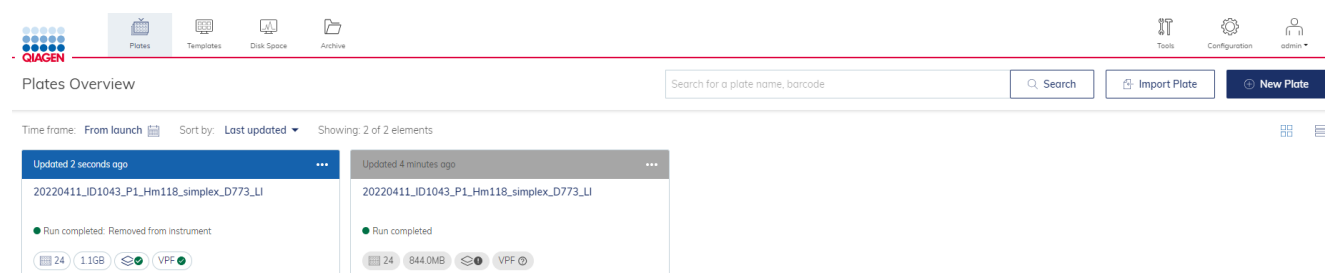 QIAGEN
Plates
Templates
Disk Space
Archive
Tools
Configuration
admin
Plates Overview
Search for a plate name, barcode
Search
Import Plate
New Plate
Time frame: From launch Sort by: Last updated Showing: 2 of 2 elements
Updated 2 seconds ago
20220411_ID1043_P1_Hm118_simplex_D773_LI
Run completed: Removed from instrument
24 1.1GB VPF
Updated 4 minutes ago
20220411_ID1043_P1_Hm118_simplex_D773_LI
Run completed
24 844.0MB VPF